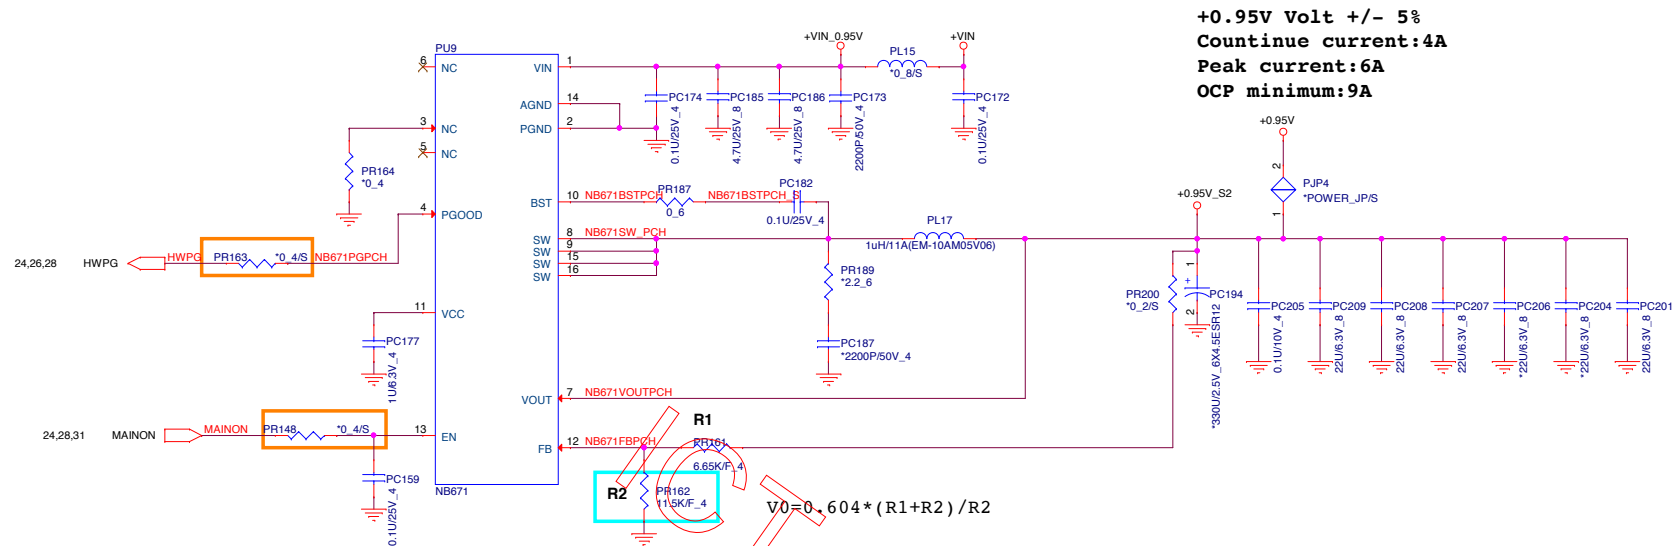 +0.95V Volt +/- 5%
Countinue current:4A
Peak current:6A
OCP minimum:9A
PU9
6
NC
3
NC
5
NC
PR164
*0_4
4
PGOOD
24,26,28
HWPG
HWPG
PR163
*0_4/S
NB671PGPCH
11
VCC
PC177
1U/6.3V_4
24,28,31
MAINON
MAINON
PR148
*0_4/S
13
EN
PC159
0.1U/25V_4
NB671
VIN
1
AGND
14
PGND
2
BST
10
NB671BSTPCH
PR187
0_6
NB671BSTPCH_S
PC182
0.1U/25V_4
SW
8
NB671SW_PCH
SW
9
SW
15
SW
16
VOUT
7
NB671VOUTPCH
FB
12
NB671FBPCH
PC174
0.1U/25V_4
PC185
4.7U/25V_8
PC186
4.7U/25V_8
+VIN_0.95V
PC173
2200P/50V_4
PL15
*0_8/S
+VIN
PC172
0.1U/25V_4
PL17
1uH/11A(EM-10AM05V06)
PR189
*2.2_6
PC187
*2200P/50V_4
R1
PR161
6.65K/F_4
R2
PR162
11.5K/F_4
V0=0.604*(R1+R2)/R2
+0.95V
2
PJP4
*POWER_JP/S
1
+0.95V_S2
PR200
*0_2/S
1
+
PC194
2
*330U/2.5V_6X4.5ESR12
PC205
0.1U/10V_4
PC209
22U/6.3V_8
PC208
22U/6.3V_8
PC207
22U/6.3V_8
PC206
*22U/6.3V_8
PC204
*22U/6.3V_8
PC201
22U/6.3V_8